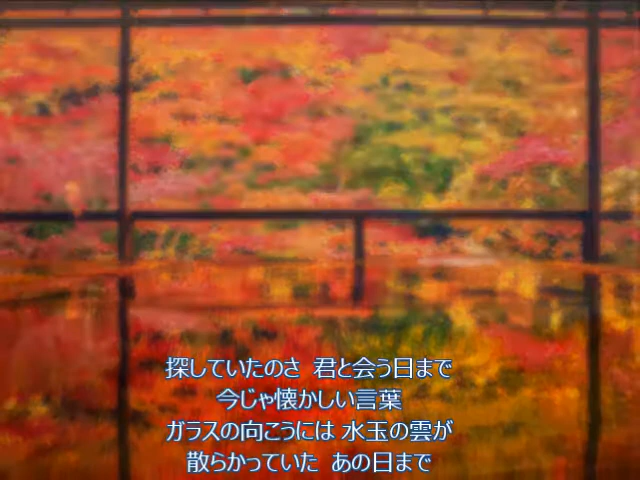 探していたのさ 君と会う日まで
今じゃ懐かしい言葉
ガラスの向こうには 水玉の雲が
散らかっていた あの日まで